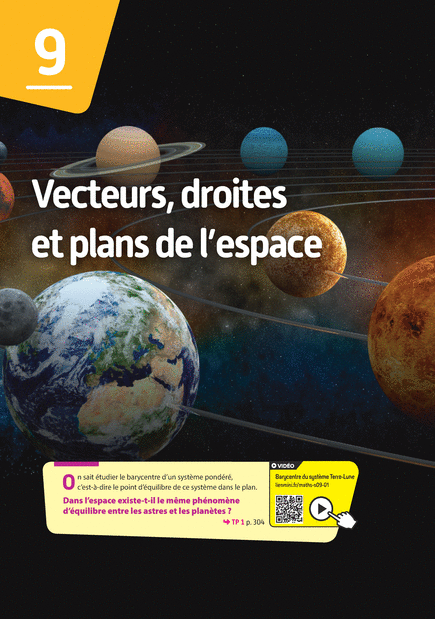 9
Vecteurs, droites
et plans de l'espace
On sait étudier le barycentre d'un système pondéré,
c'est-à-dire le point d'équilibre de ce système dans le plan.
Dans l'espace existe-t-il le même phénomène
d'équilibre entre les astres et les planètes ?
TP 1 p. 304
VIDÉO
Barycentre du système Terre-Lune
lienmini.fr/maths-s09-01